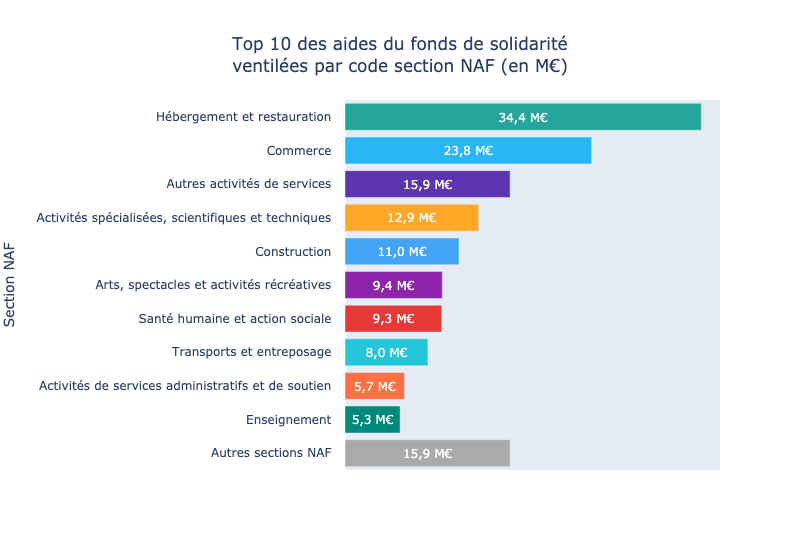 Top 10 des aides du fonds de solidarité
ventilées par code section NAF (en M€)
Section NAF
Hébergement et restauration 34,4 M€
Commerce 23,8 M€
Autres activités de services 15,9 M€
Activités spécialisées, scientifiques et techniques 12,9 M€
Construction 11,0 M€
Arts, spectacles et activités récréatives 9,4 M€
Santé humaine et action sociale 9,3 M€
Transports et entreposage 8,0 M€
Activités de services administratifs et de soutien 5,7 M€
Enseignement 5,3 M€
Autres sections NAF 15,9 M€